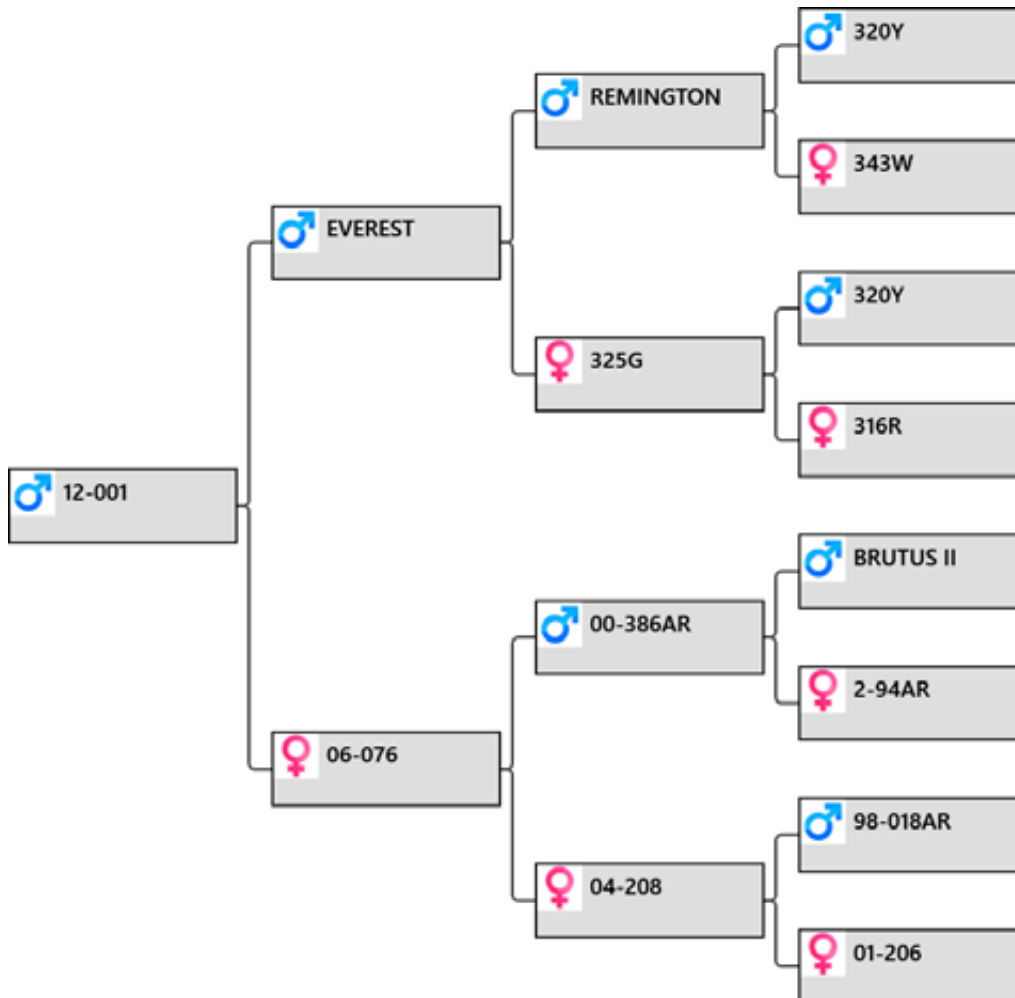 320Y
REMINGTON
343W
EVEREST
320Y
325G
316R
12-001
BRUTUS II
00-386AR
2-94AR
06-076
98-018AR
04-208
01-206